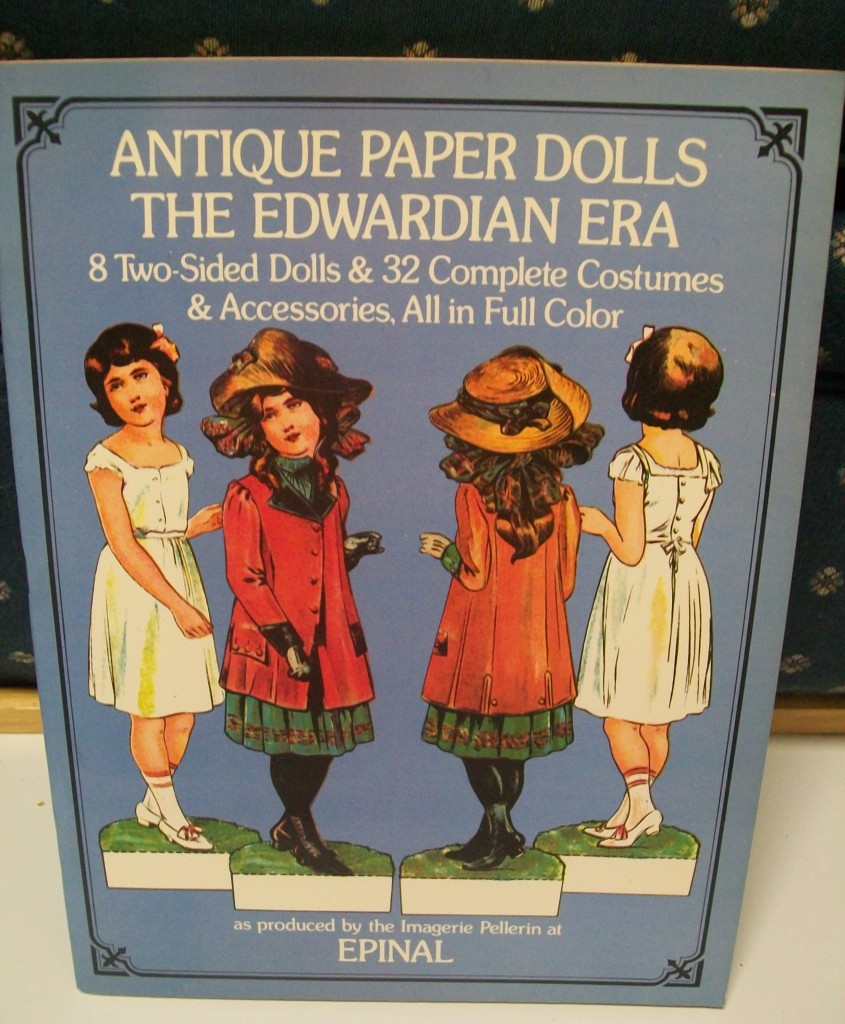 ANTIQUE PAPER DOLLS
THE EDWARDIAN ERA
8 Two-Sided Dolls & 32 Complete Costumes
& Accessories, All in Full Color
as produced by the Imagerie Pellerin at
EPINAL